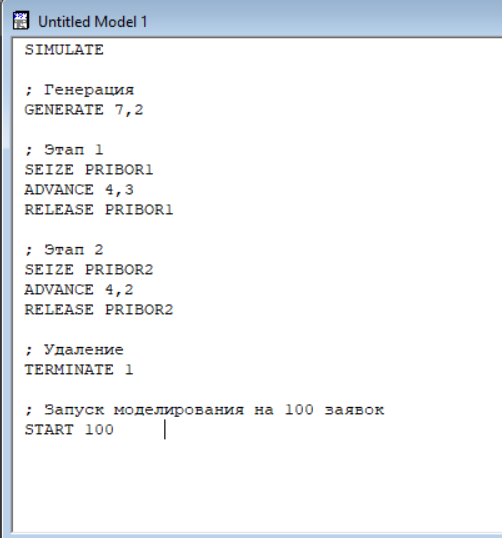 Untitled Model 1
SIMULATE
; Генерация
GENERATE 7,2
; Этап 1
SEIZE PRIBOR1
ADVANCE 4,3
RELEASE PRIBOR1
; Этап 2
SEIZE PRIBOR2
ADVANCE 4,2
RELEASE PRIBOR2
; Удаление
TERMINATE 1
; Запуск моделирования на 100 заявок
START 100